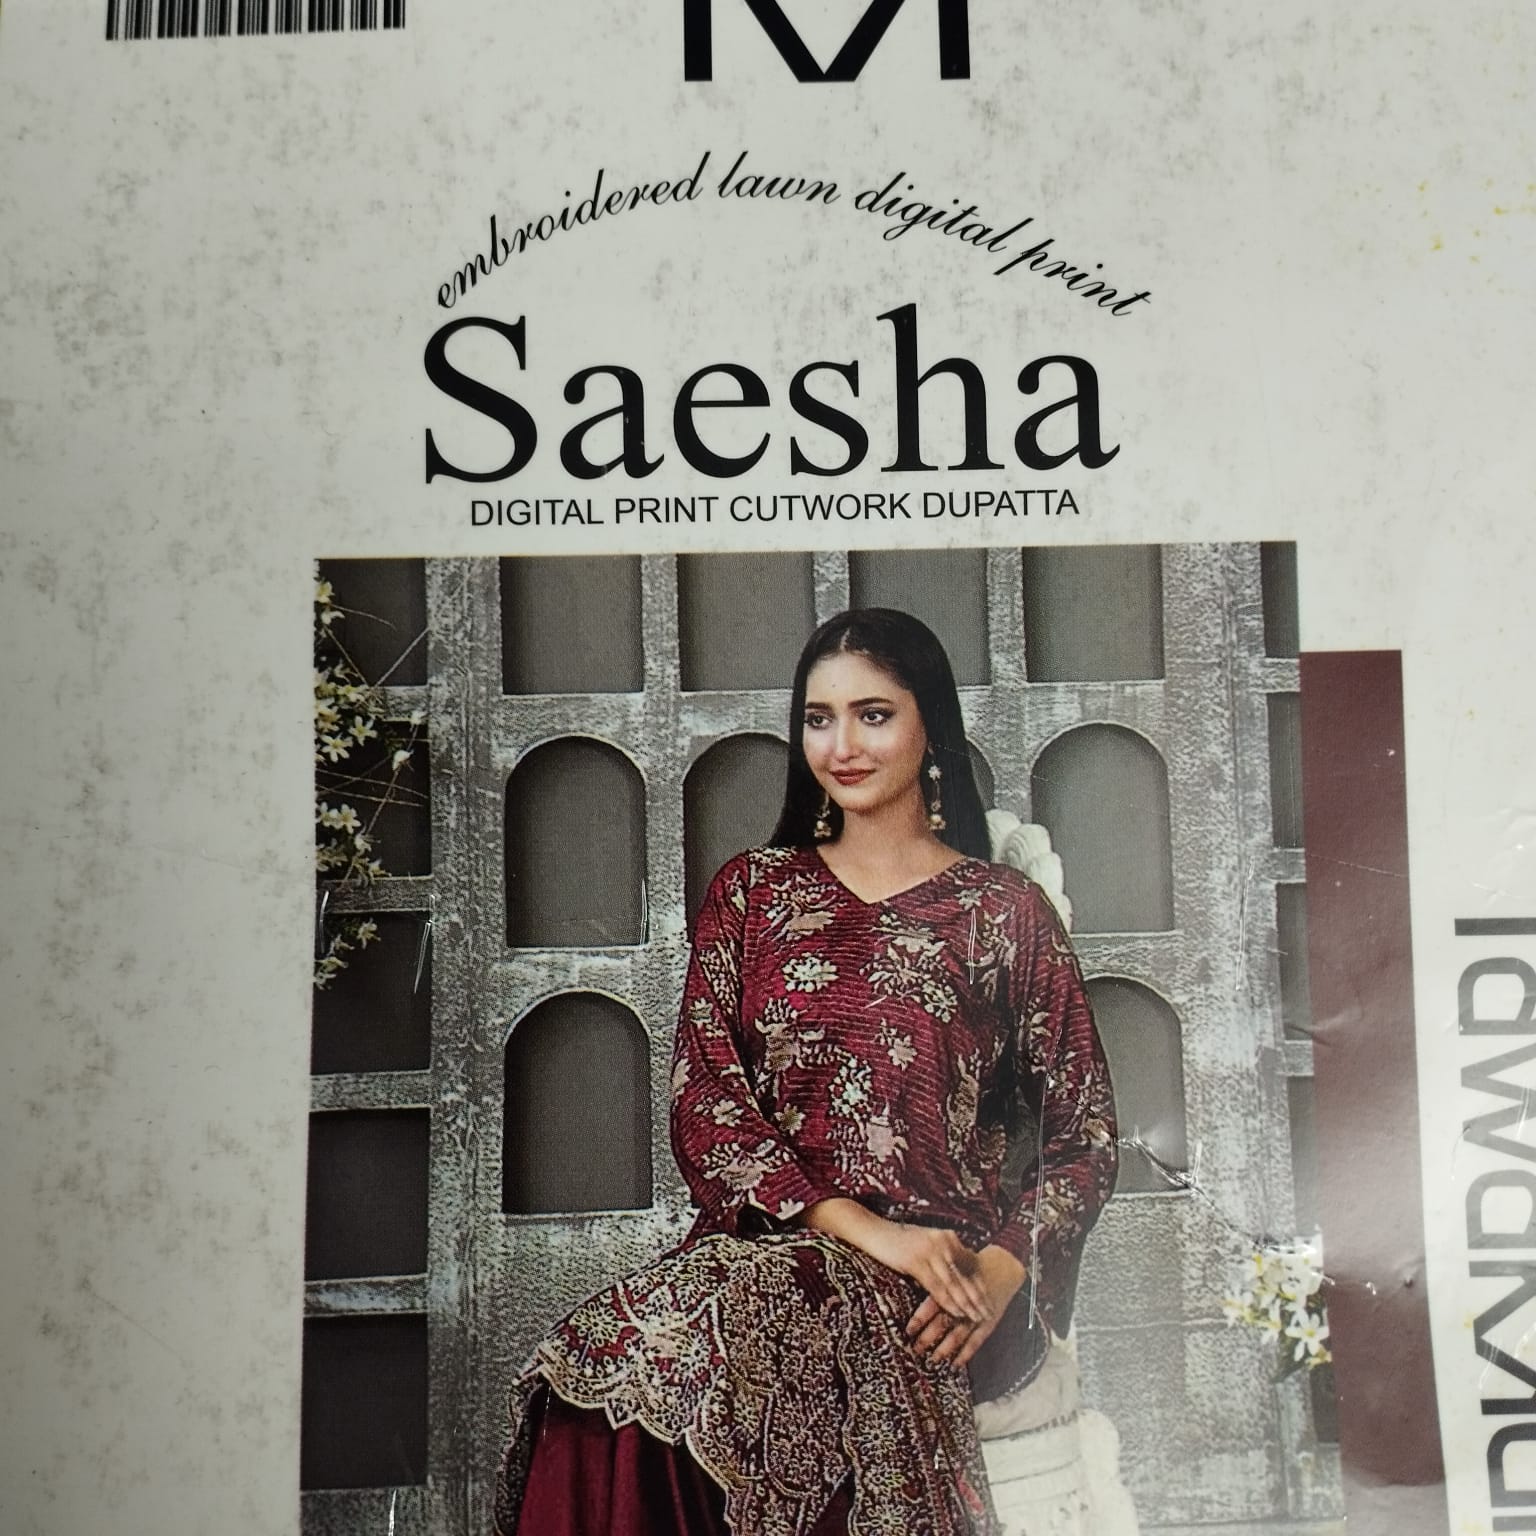 embroidered lawn digital print
Saesha
DIGITAL PRINT CUTWORK DUPATTA